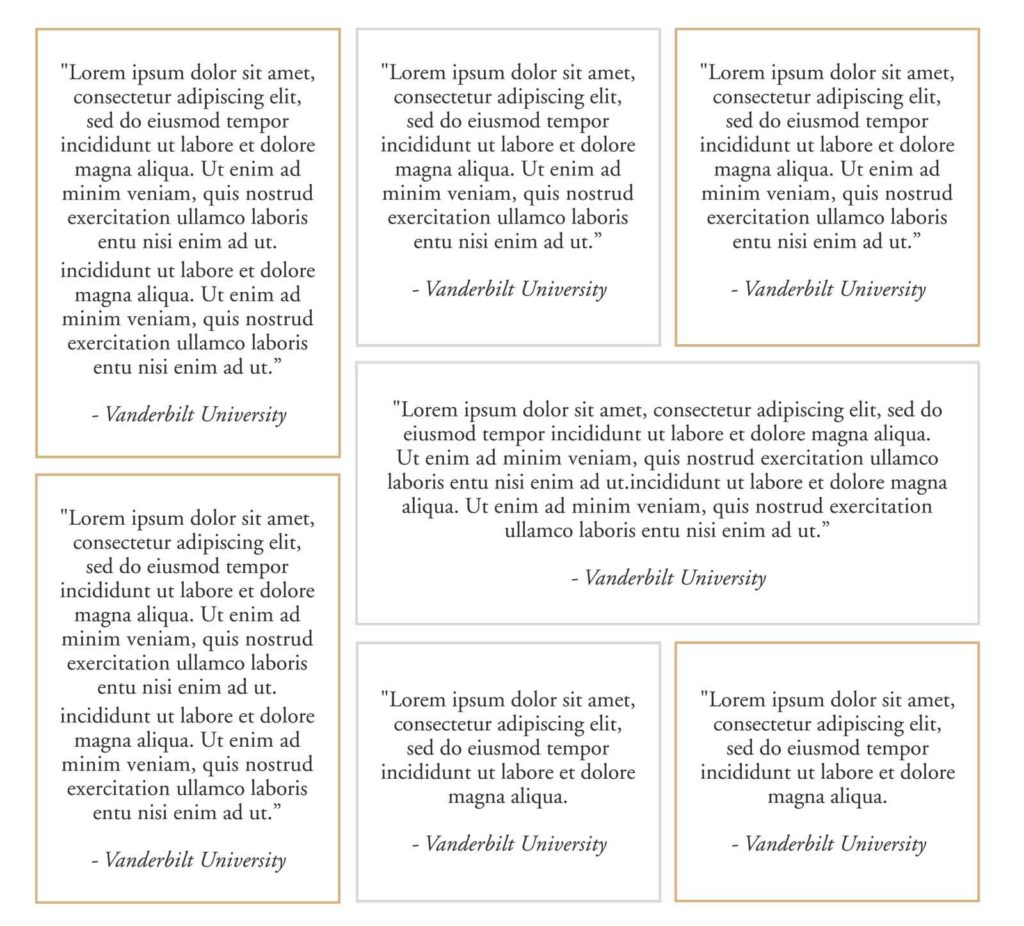 "Lorem ipsum dolor sit amet,
consectetur adipiscing elit,
sed do eiusmod tempor
incididunt ut labore et dolore
magna aliqua. Ut enim ad
minim veniam, quis nostrud
exercitation ullamco laboris
entu nisi enim ad ut.
incididunt ut labore et dolore
magna aliqua. Ut enim ad
minim veniam, quis nostrud
exercitation ullamco laboris
entu nisi enim ad ut.”
- Vanderbilt University
"Lorem ipsum dolor sit amet,
consectetur adipiscing elit,
sed do eiusmod tempor
incididunt ut labore et dolore
magna aliqua. Ut enim ad
minim veniam, quis nostrud
exercitation ullamco laboris
entu nisi enim ad ut.”
- Vanderbilt University
"Lorem ipsum dolor sit amet,
consectetur adipiscing elit,
sed do eiusmod tempor
incididunt ut labore et dolore
magna aliqua. Ut enim ad
minim veniam, quis nostrud
exercitation ullamco laboris
entu nisi enim ad ut.”
- Vanderbilt University
"Lorem ipsum dolor sit amet, consectetur adipiscing elit, sed do
eiusmod tempor incididunt ut labore et dolore magna aliqua.
Ut enim ad minim veniam, quis nostrud exercitation ullamco
laboris entu nisi enim ad ut.incididunt ut labore et dolore magna
aliqua. Ut enim ad minim veniam, quis nostrud exercitation
ullamco laboris entu nisi enim ad ut.”
- Vanderbilt University
"Lorem ipsum dolor sit amet,
consectetur adipiscing elit,
sed do eiusmod tempor
incididunt ut labore et dolore
magna aliqua. Ut enim ad
minim veniam, quis nostrud
exercitation ullamco laboris
entu nisi enim ad ut.
incididunt ut labore et dolore
magna aliqua. Ut enim ad
minim veniam, quis nostrud
exercitation ullamco laboris
entu nisi enim ad ut.”
- Vanderbilt University
"Lorem ipsum dolor sit amet,
consectetur adipiscing elit,
sed do eiusmod tempor
incididunt ut labore et dolore
magna aliqua.
- Vanderbilt University
"Lorem ipsum dolor sit amet,
consectetur adipiscing elit,
sed do eiusmod tempor
incididunt ut labore et dolore
magna aliqua.
- Vanderbilt University